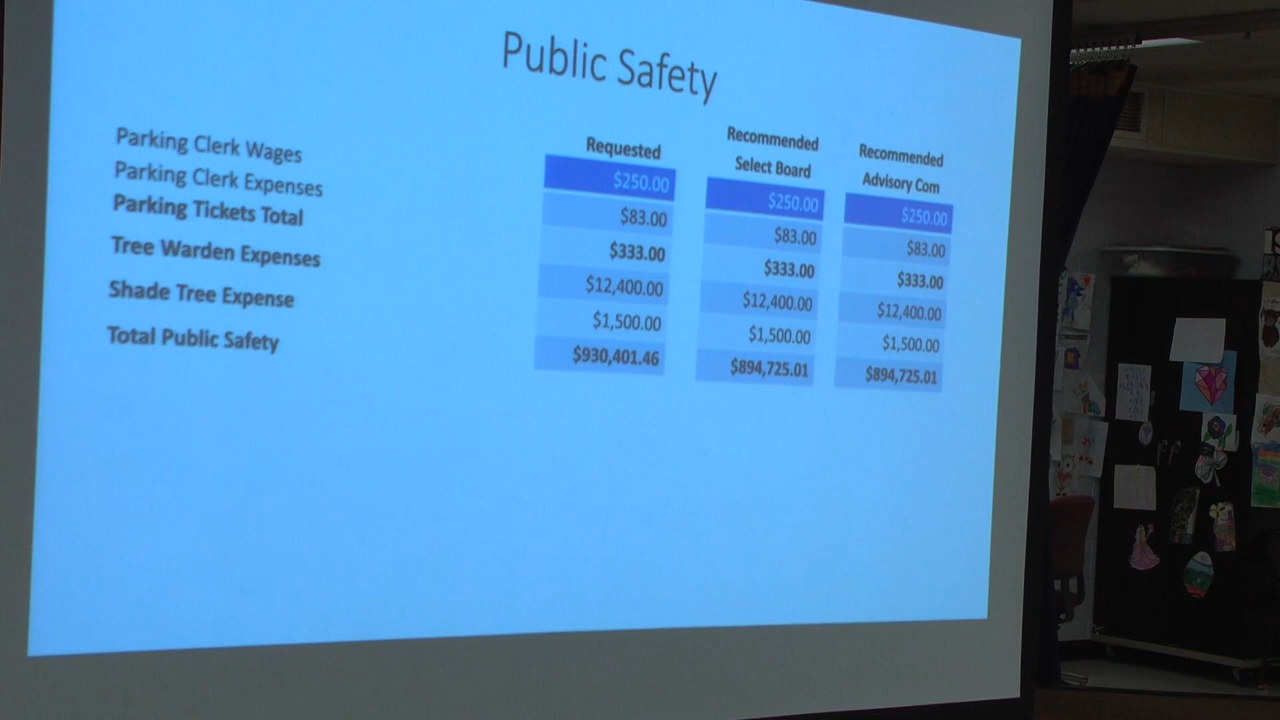 Public Safety
Requested
Recommended
Select Board
Recommended
Advisory Com
Parking Clerk Wages $250.00 $250.00 $250.00
Parking Clerk Expenses $83.00 $83.00 $83.00
Parking Tickets Total $333.00 $333.00 $333.00
Tree Warden Expenses $12,400.00 $12,400.00 $12,400.00
Shade Tree Expense $1,500.00 $1,500.00 $1,500.00
Total Public Safety $930,401.46 $894,725.01 $894,725.01